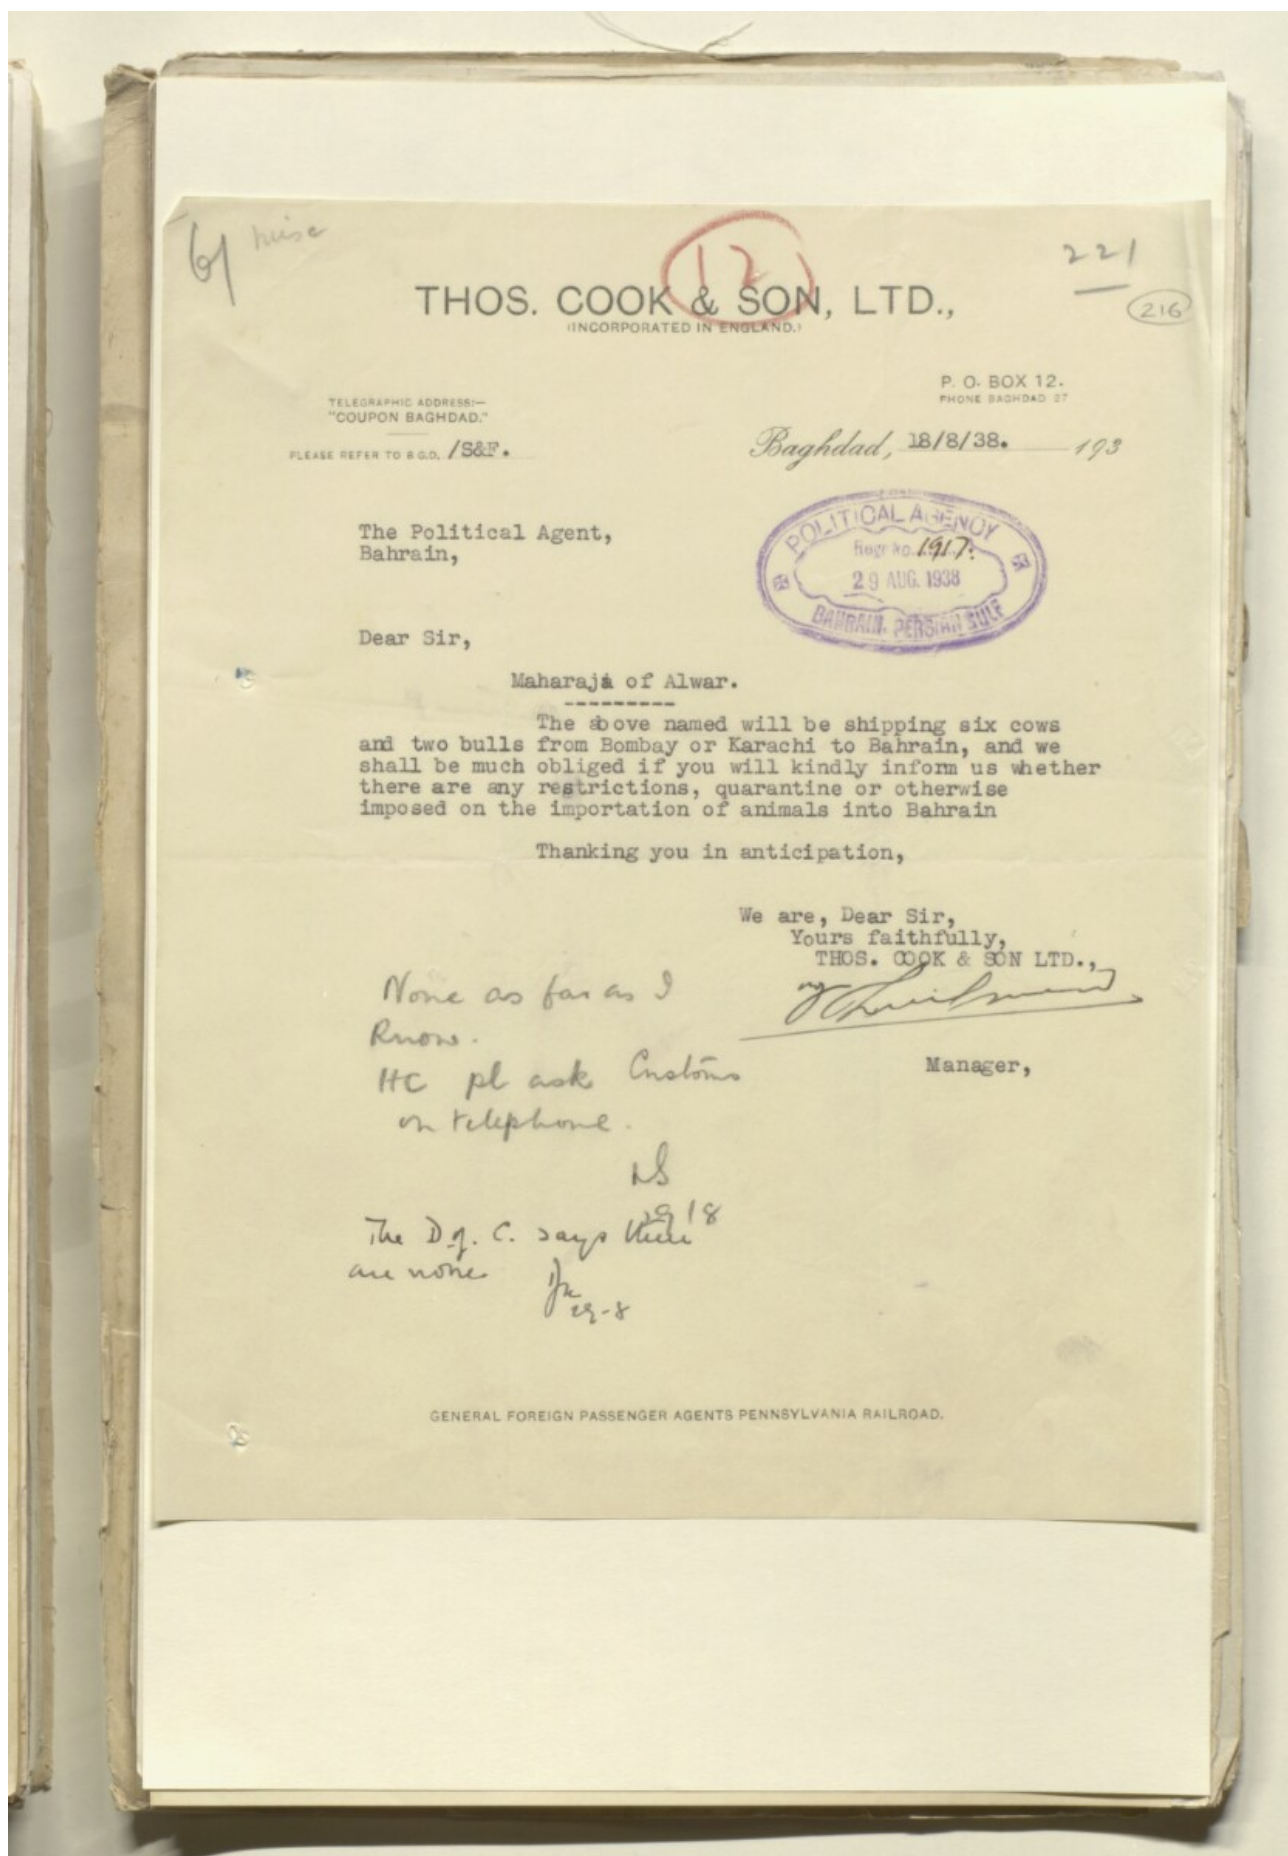 6/ misc
12
221
216
THOS. COOK & SON, LTD.,
(INCORPORATED IN ENGLAND.)
P. O. BOX 12.
PHONE BAGHDAD 27
TELEGRAPHIC ADDRESS:—
"COUPON BAGHDAD."
PLEASE REFER TO B G.D. /S&F.
Baghdad, 18/8/38. 193
The Political Agent,
Bahrain,
POLITICAL AGENCY
Regr No. 1917.
29 AUG. 1938
BAHRAIN, PERSIAN GULF
Dear Sir,
Maharaja of Alwar.
---------
The above named will be shipping six cows
and two bulls from Bombay or Karachi to Bahrain, and we
shall be much obliged if you will kindly inform us whether
there are any restrictions, quarantine or otherwise
imposed on the importation of animals into Bahrain
Thanking you in anticipation,
We are, Dear Sir,
Yours faithfully,
THOS. COOK & SON LTD.,
Manager,
None as far as I
know.
HC pl ask Customs
on telephone.
29/8
The D. of. C. says there
are none.
29-8
GENERAL FOREIGN PASSENGER AGENTS PENNSYLVANIA RAILROAD.